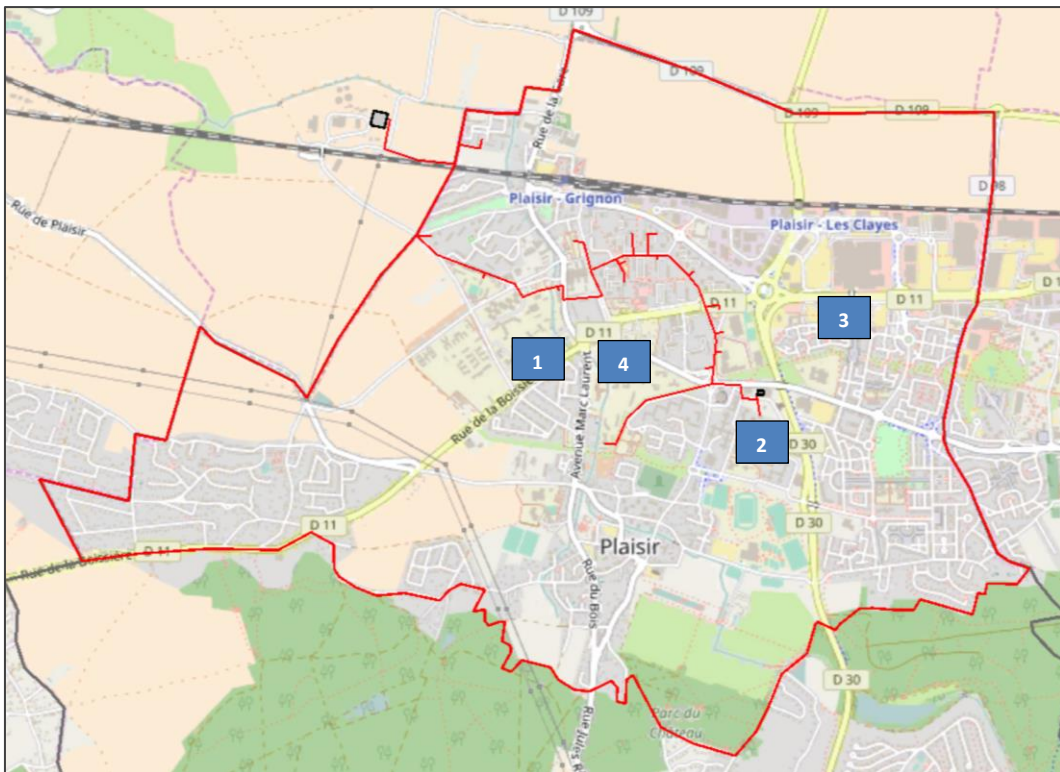 D 109
D 109
D 109
D 109
Rue de la
D 98
Rue de Plaisir
Plaisir - Grignon
Plaisir - Les Clayes
D 11
D 11
D 1
3
D 11
1
4
Rue de la Boissiè
Avenue Marc Laurent
2
D 30
D 11
D 30
Plaisir
Rue de la Boissière
D 11
Rue du Bois
D 30
Parc du
Château
Rue Jules R